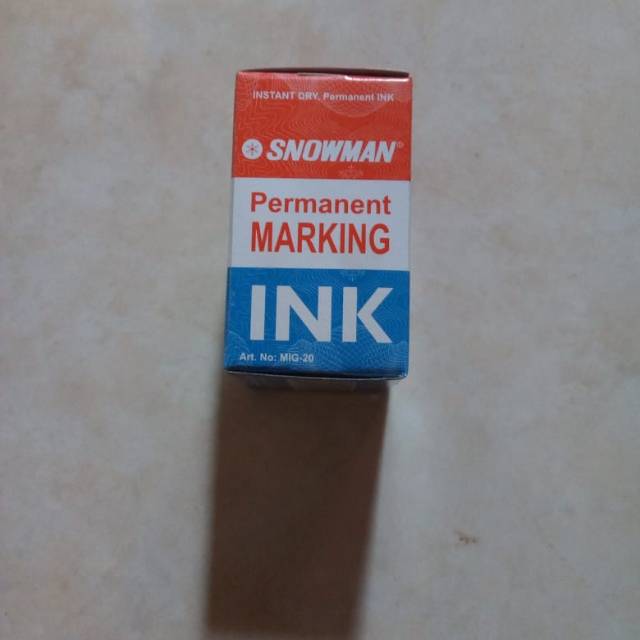 INSTANT DRY, Permanent INK
SNOWMAN®
Permanent
MARKING
INK
Art. No: MIG-20